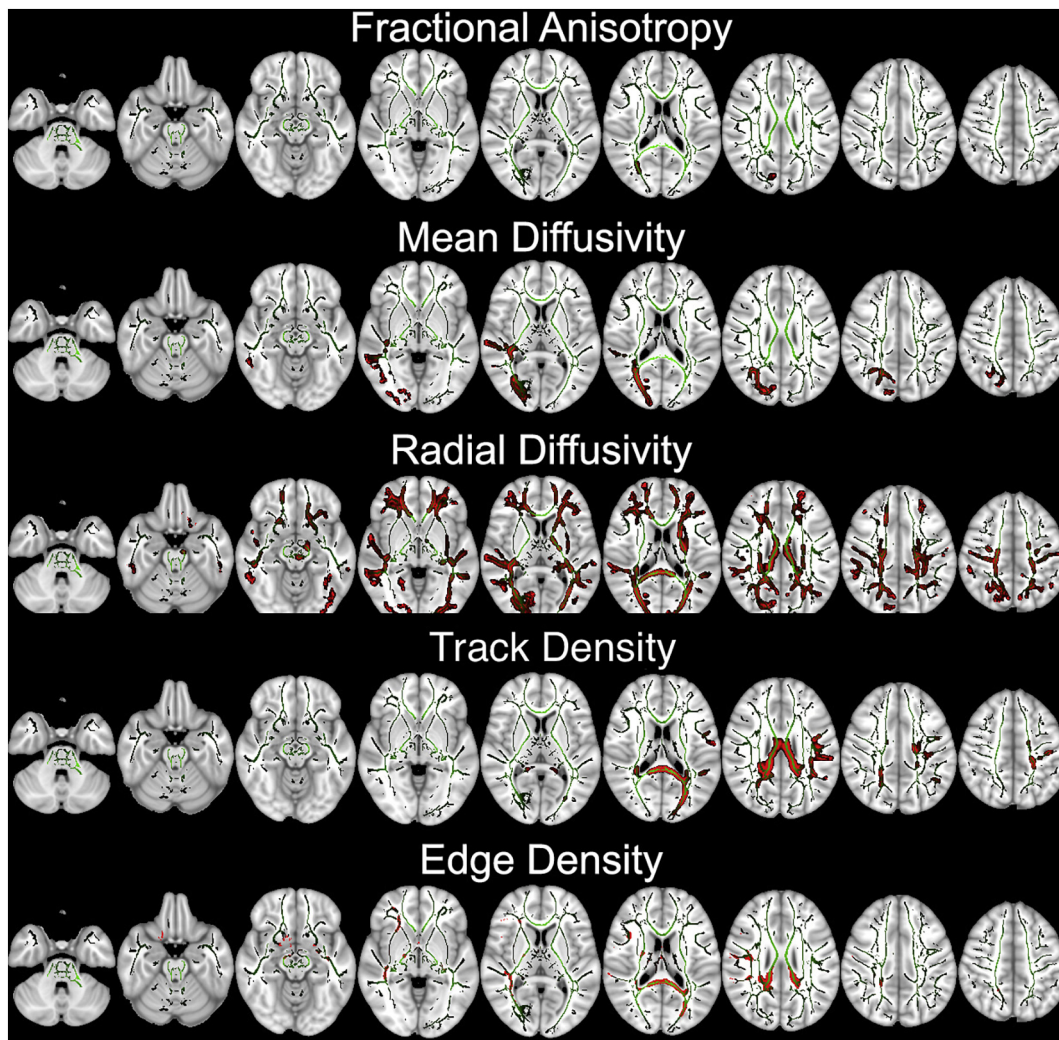 Fractional Anisotropy
Mean Diffusivity
Radial Diffusivity
Track Density
Edge Density